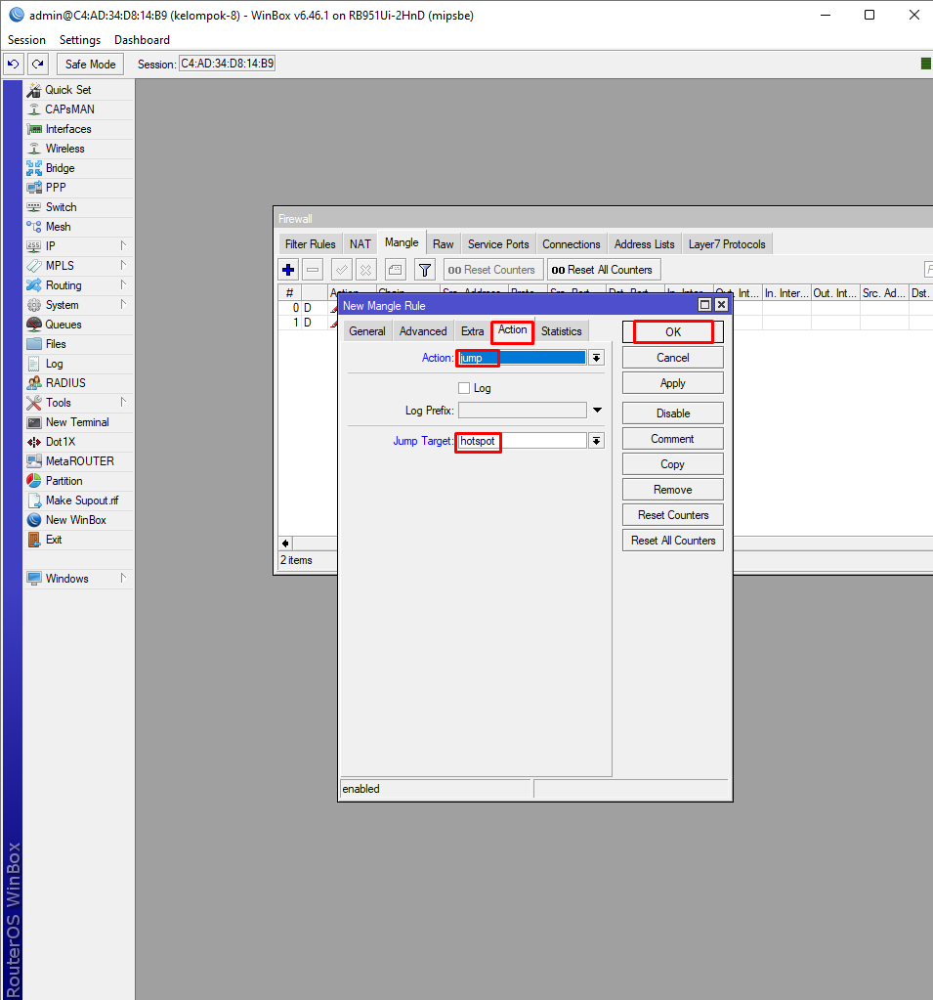 admin@C4:AD:34:D8:14:B9 (kelompok-8) - WinBox v6.46.1 on RB951Ui-2HnD (mipsbe)
Session Settings Dashboard
Safe Mode Session: C4:AD:34:D8:14:B9
Quick Set
CAPsMAN
Interfaces
Wireless
Bridge
PPP
Switch
Mesh
IP
MPLS
Routing
System
Queues
Files
Log
RADIUS
Tools
New Terminal
Dot1X
MetaROUTER
Partition
Make Supout.rif
New WinBox
Exit
Windows
RouterOS WinBox
Firewall
Filter Rules NAT Mangle Raw Service Ports Connections Address Lists Layer7 Protocols
00 Reset Counters 00 Reset All Counters F
# Action Chain Src. Address Proto... Src. Port Dst. Port In. Inter... Out. Int... In. Inter... Out. Int... Src. Ad... Dst.
0 D
1 D
2 items
New Mangle Rule
General Advanced Extra Action Statistics
Action: jump
Log
Log Prefix:
Jump Target: hotspot
OK
Cancel
Apply
Disable
Comment
Copy
Remove
Reset Counters
Reset All Counters
enabled